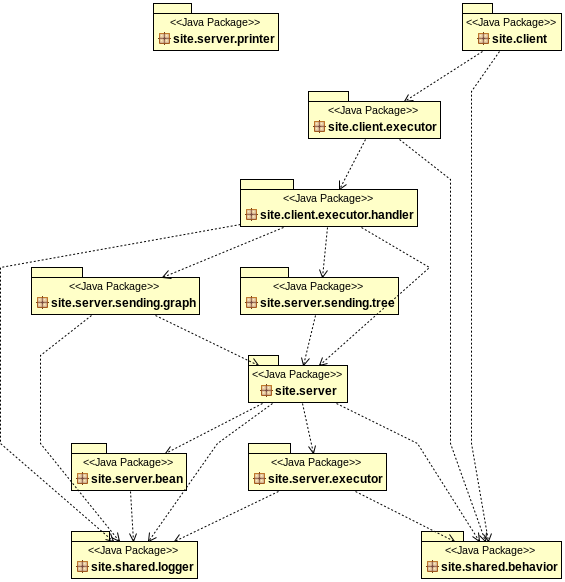 <<Java Package>>
site.server.printer
<<Java Package>>
site.client
<<Java Package>>
site.client.executor
<<Java Package>>
site.client.executor.handler
<<Java Package>>
site.server.sending.graph
<<Java Package>>
site.server.sending.tree
<<Java Package>>
site.server
<<Java Package>>
site.server.bean
<<Java Package>>
site.server.executor
<<Java Package>>
site.shared.logger
<<Java Package>>
site.shared.behavior